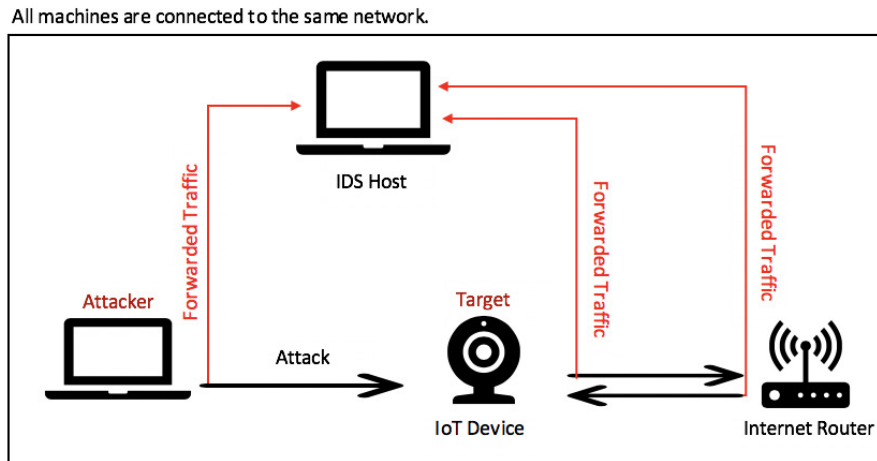 All machines are connected to the same network.
IDS Host
Forwarded Traffic
Forwarded Traffic
Forwarded Traffic
Attacker
Target
Attack
IoT Device
Internet Router